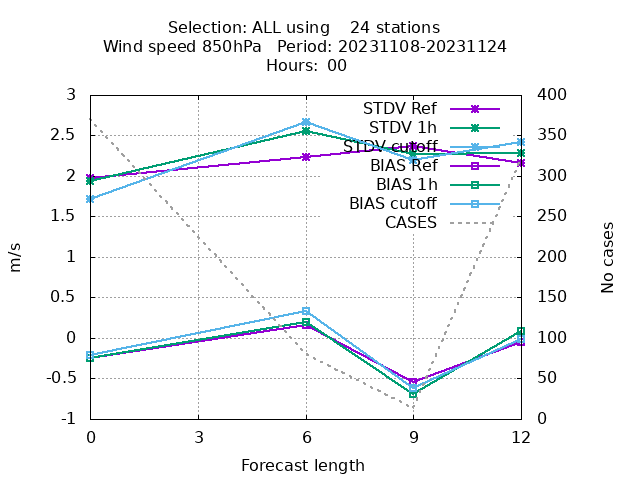 Selection: ALL using    24 stations
Wind speed 850hPa   Period: 20231108-20231124
Hours:  00
STDV Ref
STDV 1h
STDV cutoff
BIAS Ref
BIAS 1h
BIAS cutoff
CASES
3
2.5
2
1.5
1
0.5
0
-0.5
-1
m/s
400
350
300
250
200
150
100
50
0
No cases
0 3 6 9 12
Forecast length